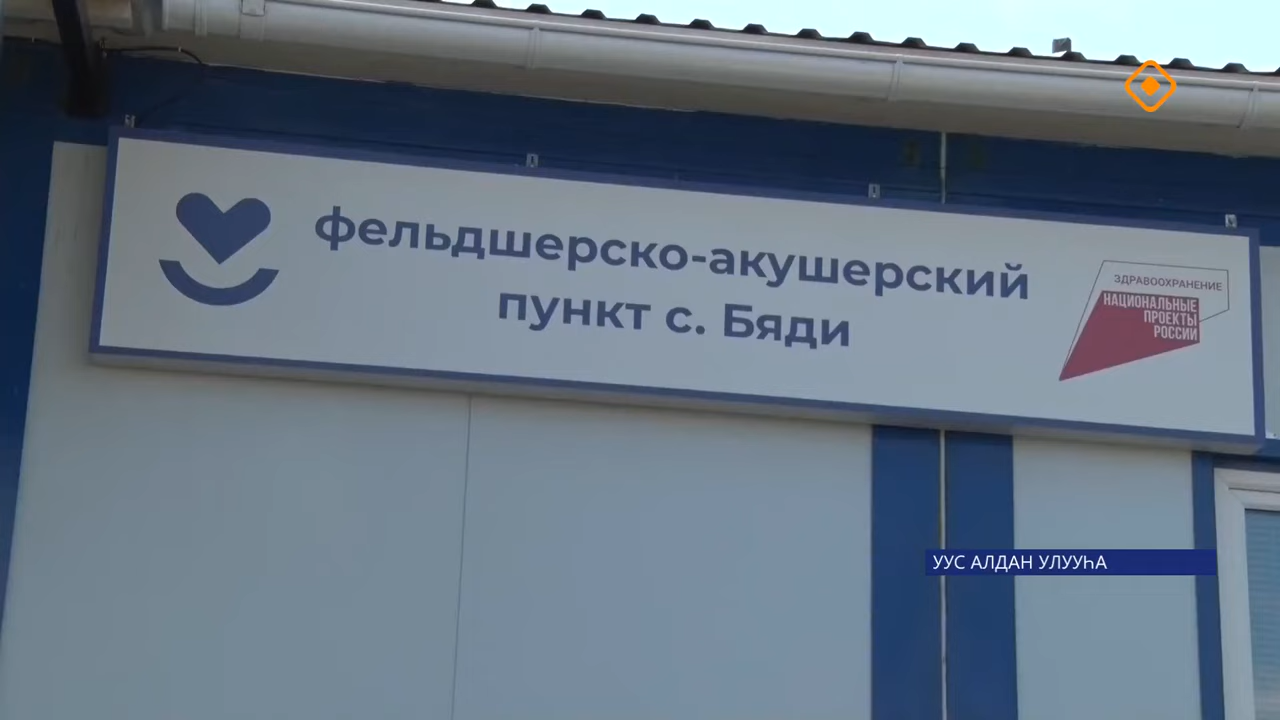 фельдшерско-акушерский
пункт с. Бяди
ЗДРАВООХРАНЕНИЕ
НАЦИОНАЛЬНЫЕ
ПРОЕКТЫ
РОССИИ
УУС АЛДАН УЛУУҺА